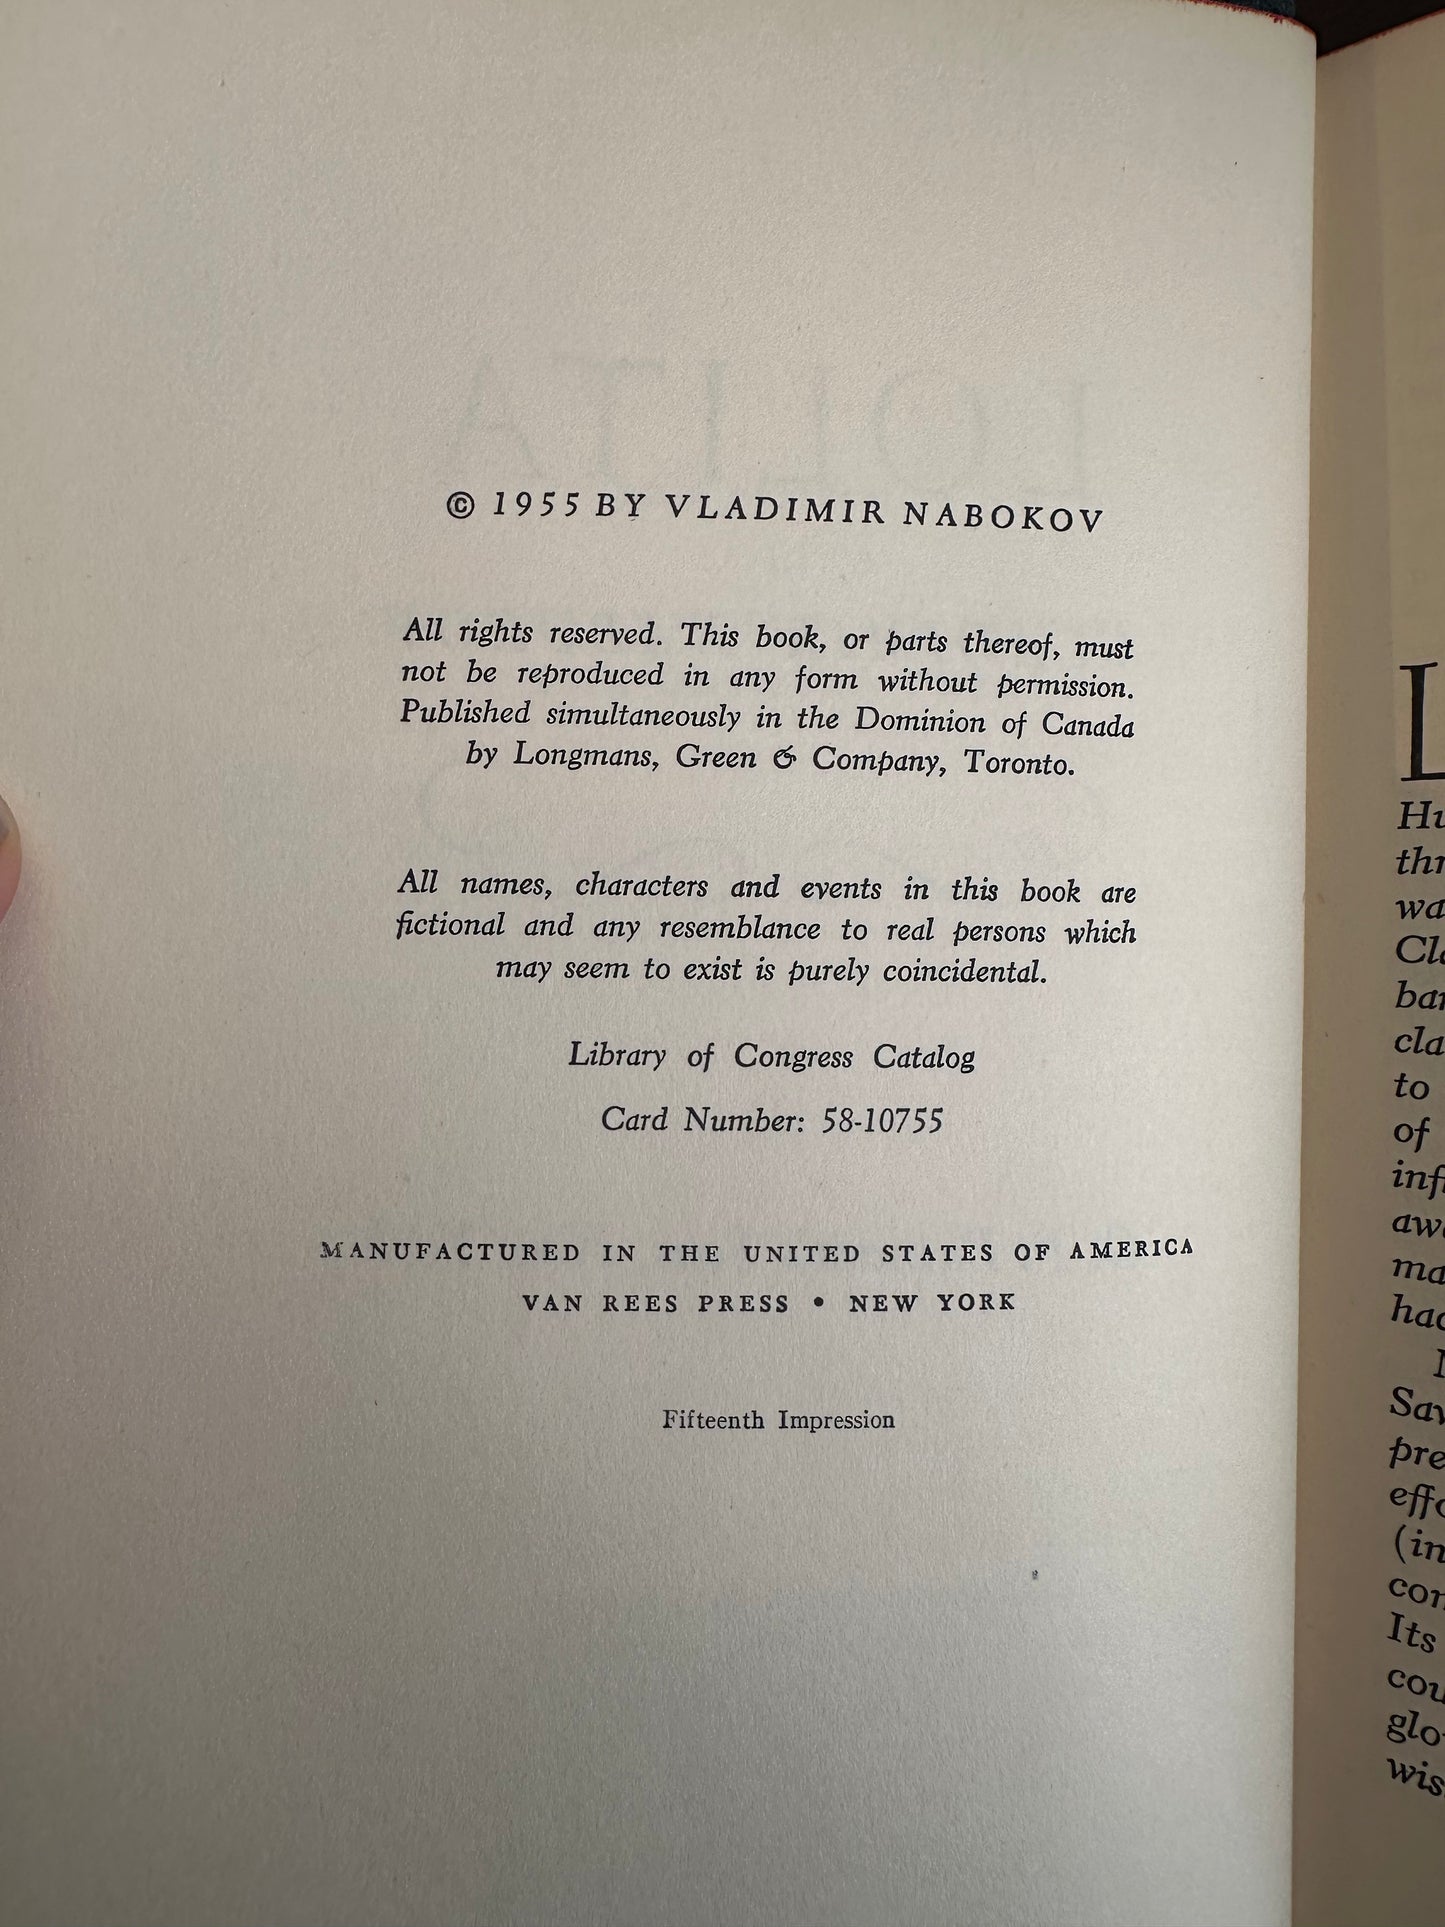 © 1955 BY VLADIMIR NABOKOV
All rights reserved. This book, or parts thereof, must
not be reproduced in any form without permission.
Published simultaneously in the Dominion of Canada
by Longmans, Green & Company, Toronto.
All names, characters and events in this book are
fictional and any resemblance to real persons which
may seem to exist is purely coincidental.
Library of Congress Catalog
Card Number: 58-10755
MANUFACTURED IN THE UNITED STATES OF AMERICA
VAN REES PRESS • NEW YORK
Fifteenth Impression
to
of
Its